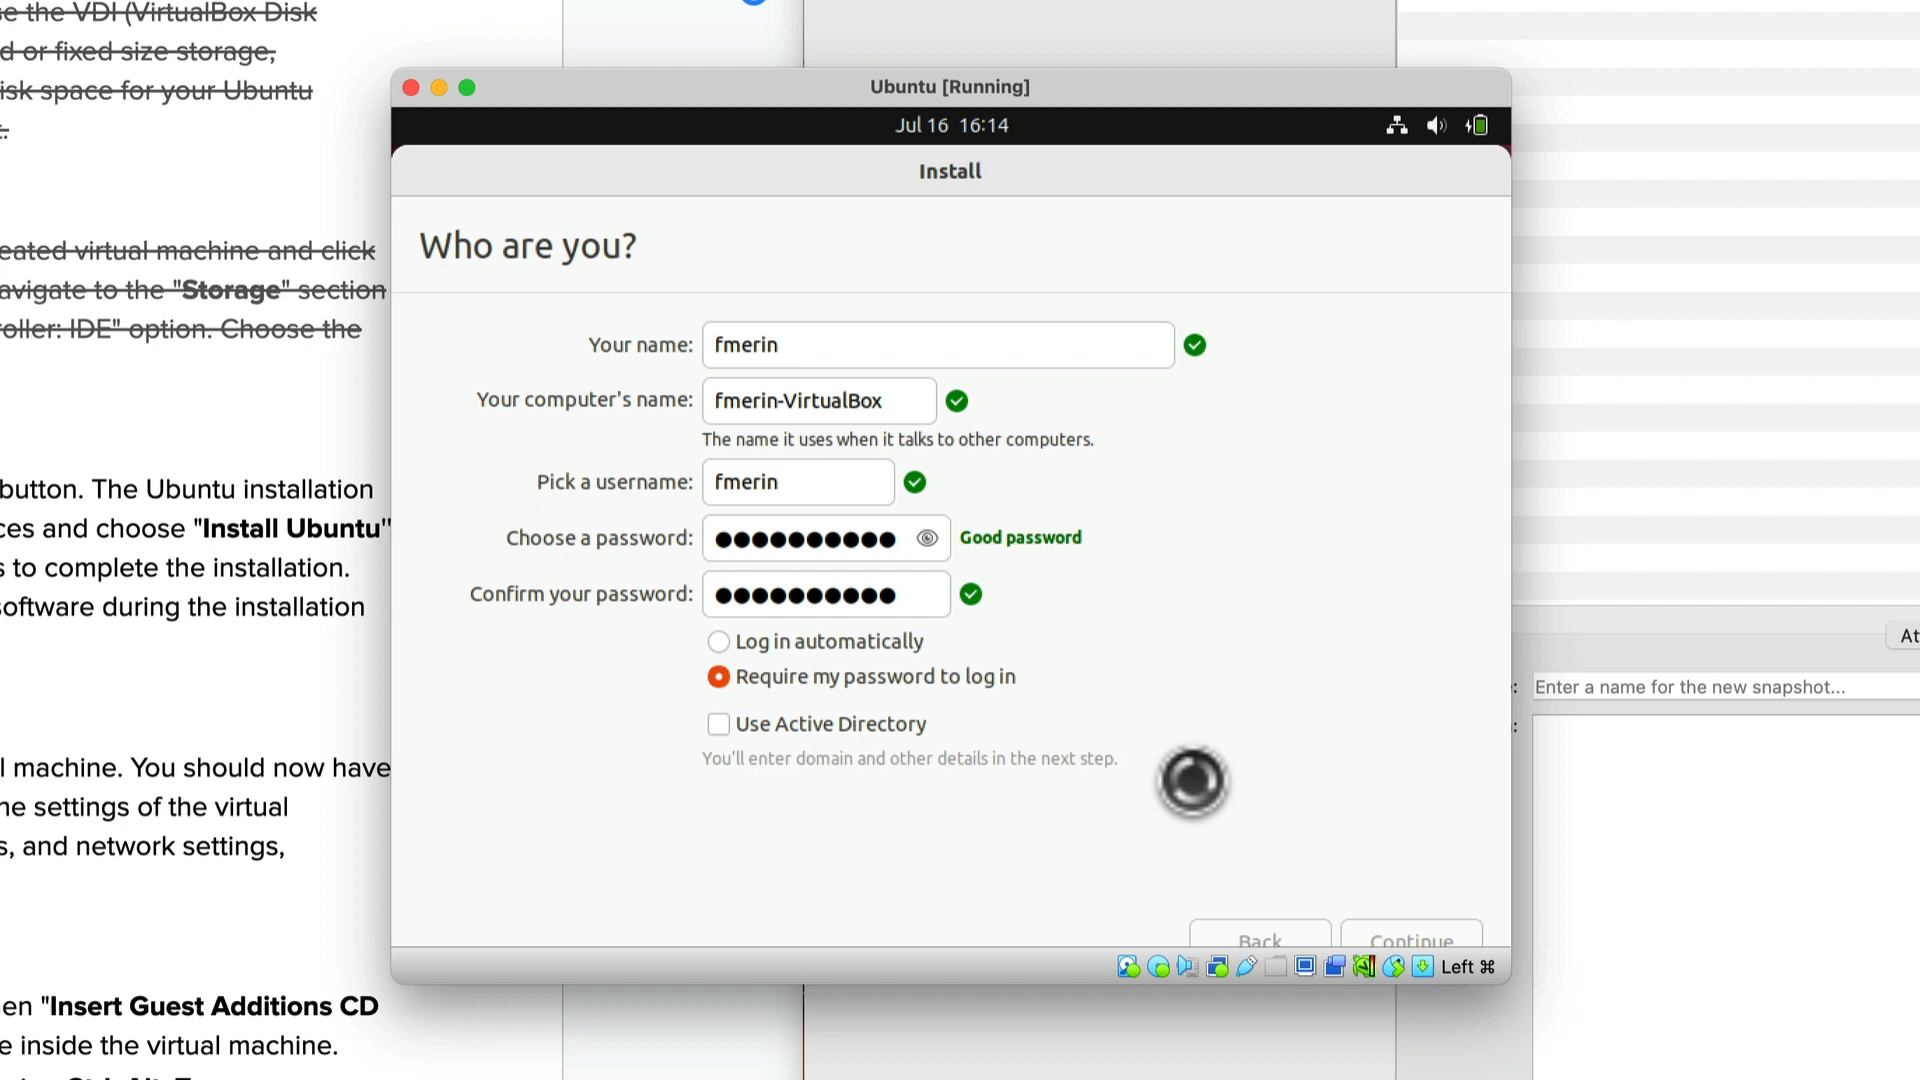 e the VDI (VirtualBox Disk
d or fixed size storage,
isk space for your Ubuntu
eated virtual machine and click
avigate to the "Storage" section
oller: IDE" option. Choose the
button. The Ubuntu installation
ces and choose "Install Ubuntu"
s to complete the installation.
software during the installation
l machine. You should now have
he settings of the virtual
s, and network settings,
en "Insert Guest Additions CD
e inside the virtual machine.
Ubuntu [Running]
Jul 16 16:14
Install
Who are you?
Your name: fmerin
Your computer's name: fmerin-VirtualBox
The name it uses when it talks to other computers.
Pick a username: fmerin
Choose a password: ●●●●●●●●●● Good password
Confirm your password: ●●●●●●●●●●
Log in automatically
Require my password to log in
Use Active Directory
You'll enter domain and other details in the next step.
Back Continue
Left ⌘
At
: Enter a name for the new snapshot...
: